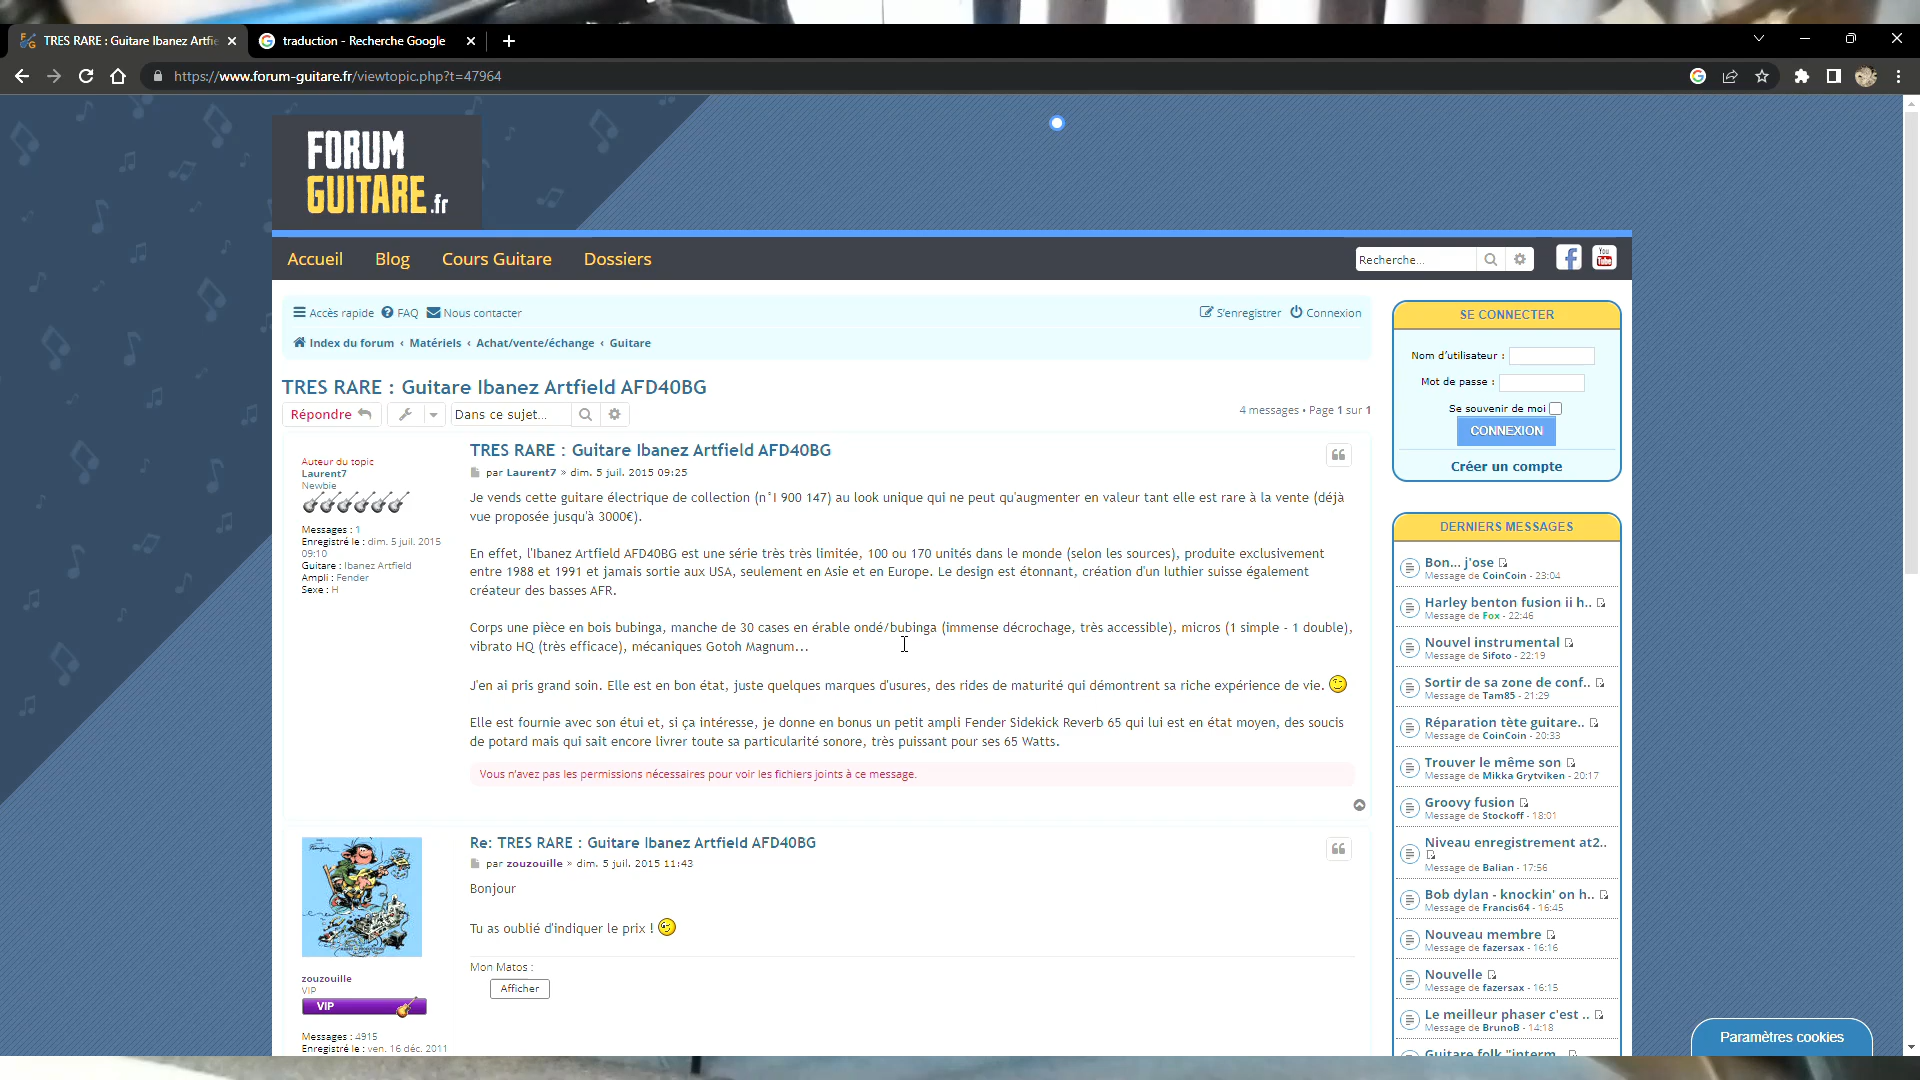 TRES RARE : Guitare Ibanez Artfie
traduction - Recherche Google
https://www.forum-guitare.fr/viewtopic.php?t=47964
FORUM
GUITARE.fr
Accueil
Blog
Cours Guitare
Dossiers
Recherche...
You
Tube
Accès rapide
FAQ
Nous contacter
S'enregistrer
Connexion
Index du forum ‹ Matériels ‹ Achat/vente/échange ‹ Guitare
TRES RARE : Guitare Ibanez Artfield AFD40BG
Répondre
Dans ce sujet...
4 messages • Page 1 sur 1
Auteur du topic
Laurent7
Newbie
Messages : 1
Enregistré le : dim. 5 juil. 2015
09:10
Guitare : Ibanez Artfield
Ampli : Fender
Sexe : H
TRES RARE : Guitare Ibanez Artfield AFD40BG
par Laurent7 » dim. 5 juil. 2015 09:25
Je vends cette guitare électrique de collection (n°I 900 147) au look unique qui ne peut qu'augmenter en valeur tant elle est rare à la vente (déjà
vue proposée jusqu'à 3000€).
En effet, l'Ibanez Artfield AFD40BG est une série très très limitée, 100 ou 170 unités dans le monde (selon les sources), produite exclusivement
entre 1988 et 1991 et jamais sortie aux USA, seulement en Asie et en Europe. Le design est étonnant, création d'un luthier suisse également
créateur des basses AFR.
Corps une pièce en bois bubinga, manche de 30 cases en érable ondé/bubinga (immense décrochage, très accessible), micros (1 simple - 1 double),
vibrato HQ (très efficace), mécaniques Gotoh Magnum...
J'en ai pris grand soin. Elle est en bon état, juste quelques marques d'usures, des rides de maturité qui démontrent sa riche expérience de vie.
Elle est fournie avec son étui et, si ça intéresse, je donne en bonus un petit ampli Fender Sidekick Reverb 65 qui lui est en état moyen, des soucis
de potard mais qui sait encore livrer toute sa particularité sonore, très puissant pour ses 65 Watts.
Vous n'avez pas les permissions nécessaires pour voir les fichiers joints à ce message.
zouzouille
VIP
VIP
Messages : 4915
Enregistré le : ven. 16 déc. 2011
Re: TRES RARE : Guitare Ibanez Artfield AFD40BG
par zouzouille » dim. 5 juil. 2015 11:43
Bonjour
Tu as oublié d'indiquer le prix !
Mon Matos :
Afficher
SE CONNECTER
Nom d'utilisateur :
Mot de passe :
Se souvenir de moi
CONNEXION
Créer un compte
DERNIERS MESSAGES
Bon... j'ose
Message de CoinCoin - 23:04
Harley benton fusion ii h..
Message de Fox - 22:46
Nouvel instrumental
Message de Sifoto - 22:19
Sortir de sa zone de conf..
Message de Tam85 - 21:29
Réparation tète guitare..
Message de CoinCoin - 20:33
Trouver le même son
Message de Mikka Grytviken - 20:17
Groovy fusion
Message de Stockoff - 18:01
Niveau enregistrement at2..
Message de Balian - 17:56
Bob dylan - knockin' on h..
Message de Francis64 - 16:45
Nouveau membre
Message de fazersax - 16:16
Nouvelle
Message de fazersax - 16:15
Le meilleur phaser c'est ..
Message de BrunoB - 14:18
Guitare folk "interm..
Paramètres cookies